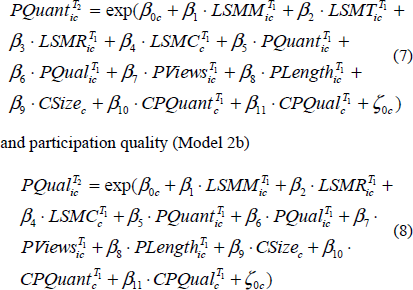 PQuant_{ic}^{T_2} = exp(β_{0c} + β_1 · LSMM_{ic}^{T_1} + β_2 · LSMT_{ic}^{T_1} +
β_3 · LSMR_{ic}^{T_1} + β_4 · LSMC_c^{T_1} + β_5 · PQuant_{ic}^{T_1} +
β_6 · PQual_{ic}^{T_1} + β_7 · PViews_{ic}^{T_1} + β_8 · PLength_{ic}^{T_1} +
β_9 · CSize_c + β_{10} · CPQuant_c^{T_1} + β_{11} · CPQual_c^{T_1} + ζ_{0c})
(7)
and participation quality (Model 2b)
PQual_{ic}^{T_2} = exp(β_{0c} + β_1 · LSMM_{ic}^{T_1} + β_2 · LSMR_{ic}^{T_1} +
β_4 · LSMC_c^{T_1} + β_5 · PQuant_{ic}^{T_1} + β_6 · PQual_{ic}^{T_1} + β_7 ·
PViews_{ic}^{T_1} + β_8 · PLength_{ic}^{T_1} + β_9 · CSize_c + β_{10} ·
CPQuant_c^{T_1} + β_{11} · CPQual_c^{T_1} + ζ_{0c})
(8)